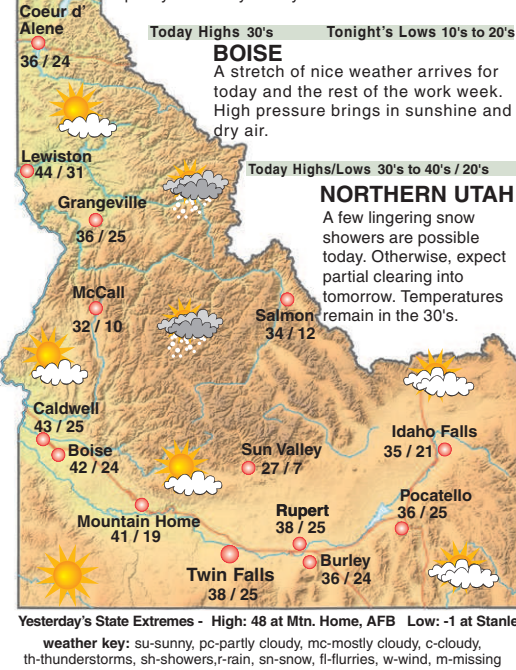 Coeur d'
Alene
36 / 24
Today Highs 30's Tonight's Lows 10's to 20's
BOISE
A stretch of nice weather arrives for
today and the rest of the work week.
High pressure brings in sunshine and
dry air.
Lewiston
44 / 31
Today Highs/Lows 30's to 40's / 20's
NORTHERN UTAH
A few lingering snow
showers are possible
today. Otherwise, expect
partial clearing into
tomorrow. Temperatures
remain in the 30's.
Grangeville
36 / 25
McCall
32 / 10
Salmon
34 / 12
Caldwell
43 / 25
Boise
42 / 24
Sun Valley
27 / 7
Idaho Falls
35 / 21
Mountain Home
41 / 19
Rupert
38 / 25
Pocatello
36 / 25
Burley
36 / 24
Twin Falls
38 / 25
Yesterday's State Extremes - High: 48 at Mtn. Home, AFB Low: -1 at Stanle
weather key: su-sunny, pc-partly cloudy, mc-mostly cloudy, c-cloudy,
th-thunderstorms, sh-showers,r-rain, sn-snow, fl-flurries, w-wind, m-missing